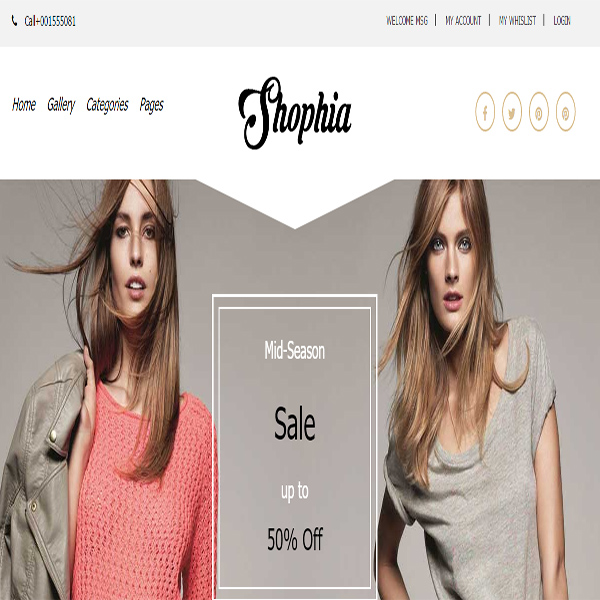 Call+001555081 WELCOME MSG | MY ACCOUNT | MY WHISLIST | LOGIN
Home Gallery Categories Pages
Shophia
Mid-Season
Sale
up to
50% Off